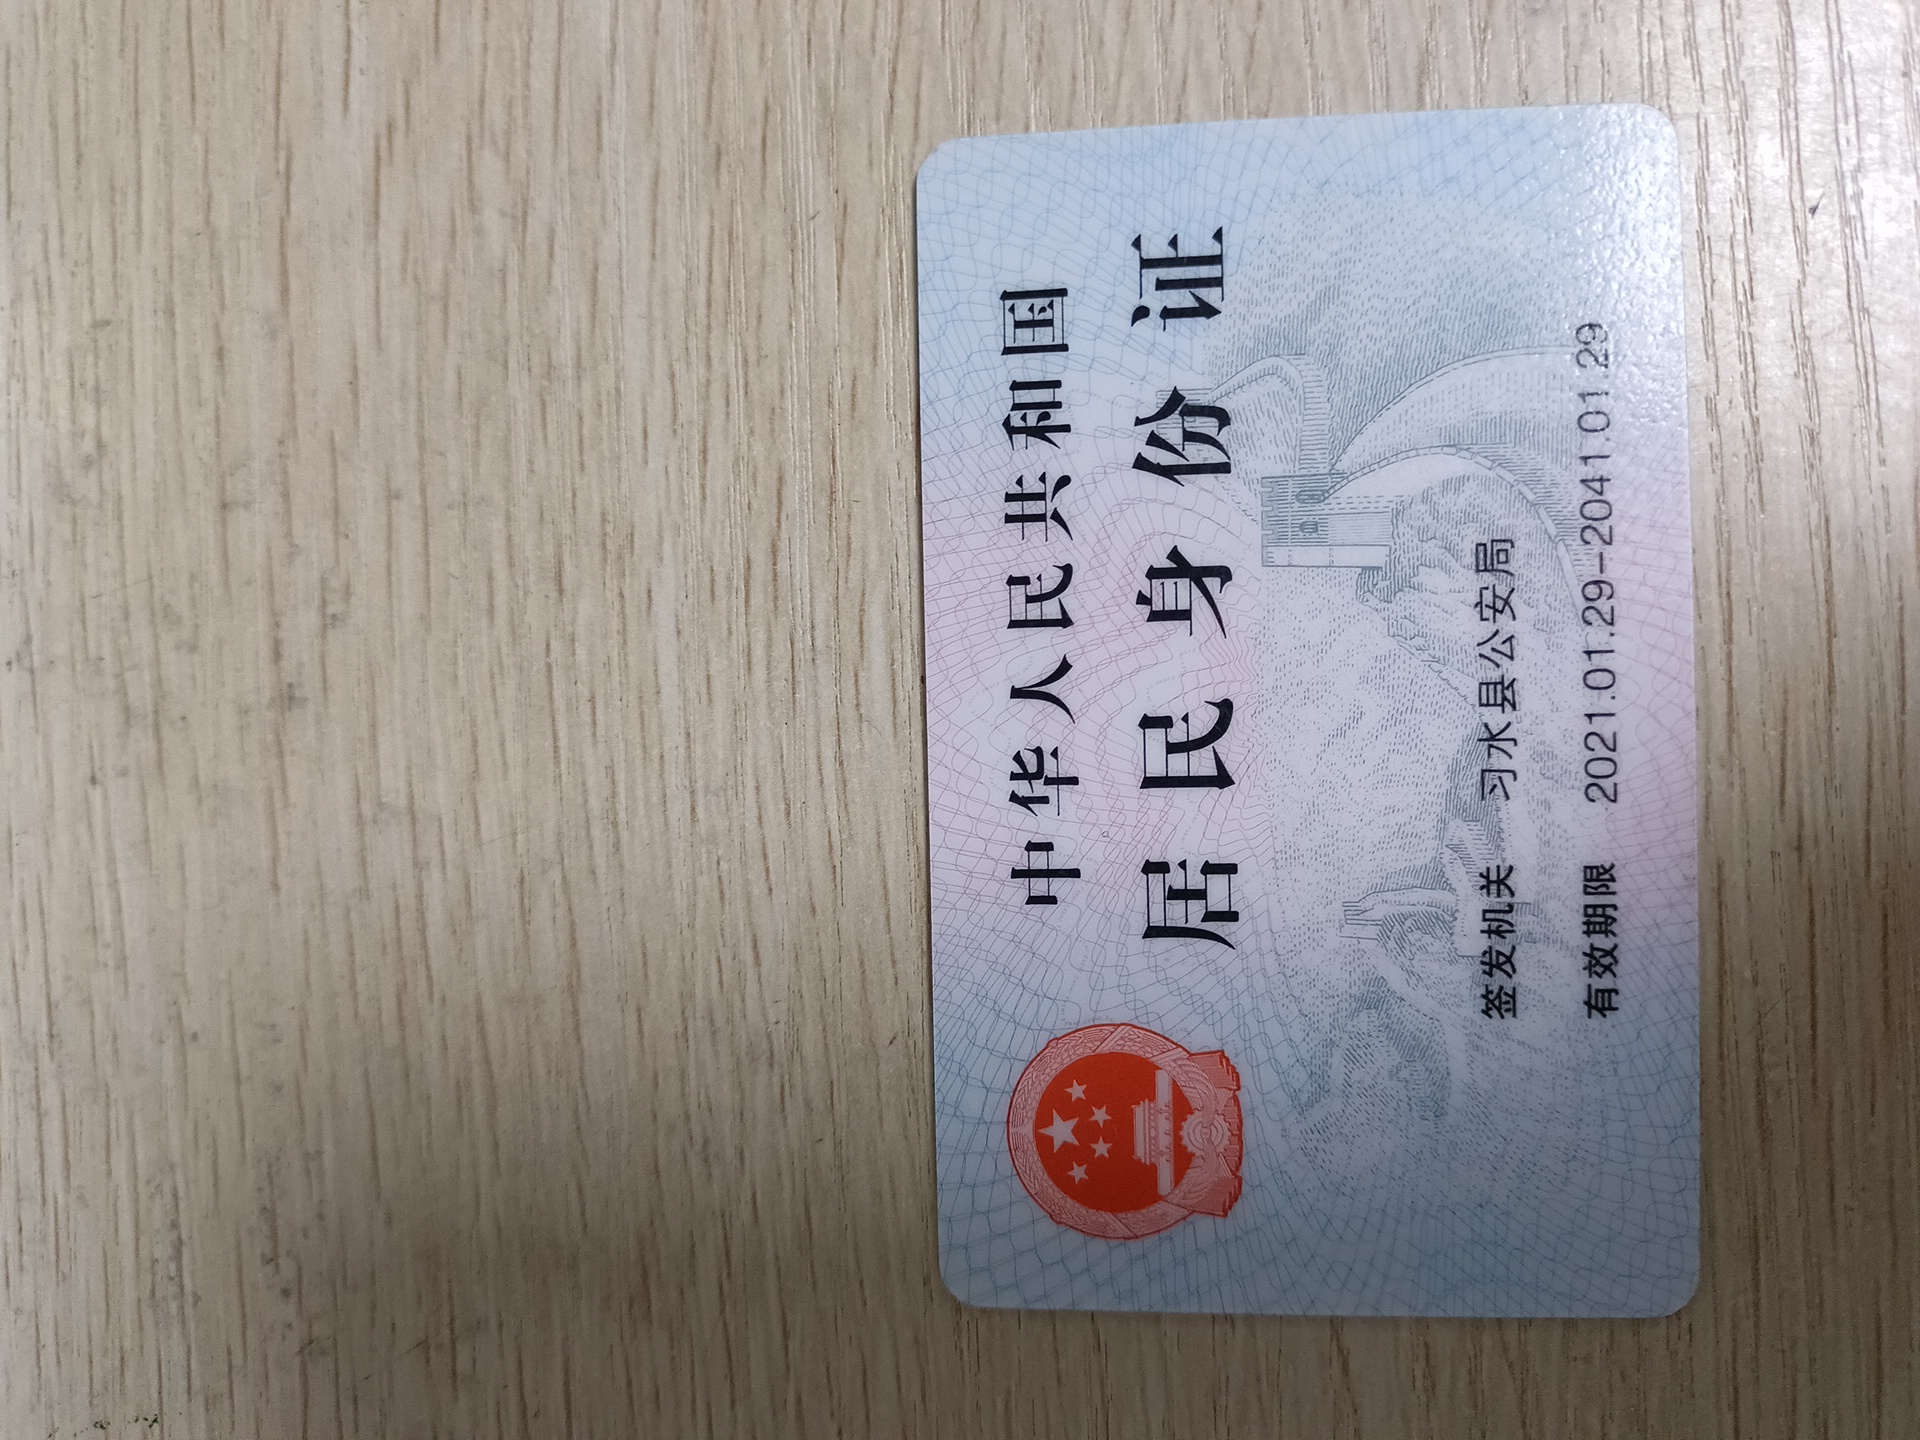 中华人民共和国
居民身份证
签发机关 习水县公安局
有效期限 2021.01.29-2041.01.29